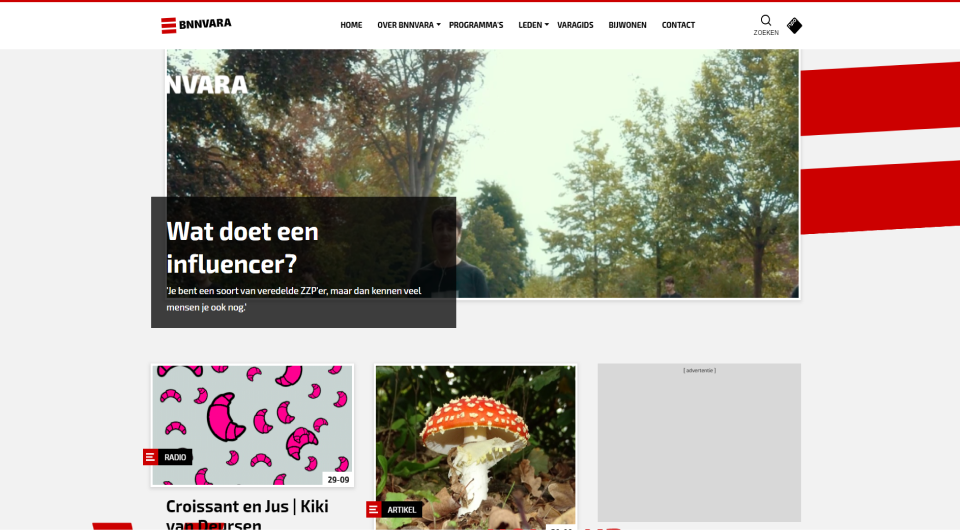 BNNVARA
HOME OVER BNNVARA PROGRAMMA'S LEDEN VARAGIDS BIJWONEN CONTACT
ZOEKEN
NVARA
Wat doet een
influencer?
'Je bent een soort van veredelde ZZP'er, maar dan kennen veel
mensen je ook nog.'
[ advertentie ]
RADIO
29-09
Croissant en Jus | Kiki
van Deursen
ARTIKEL